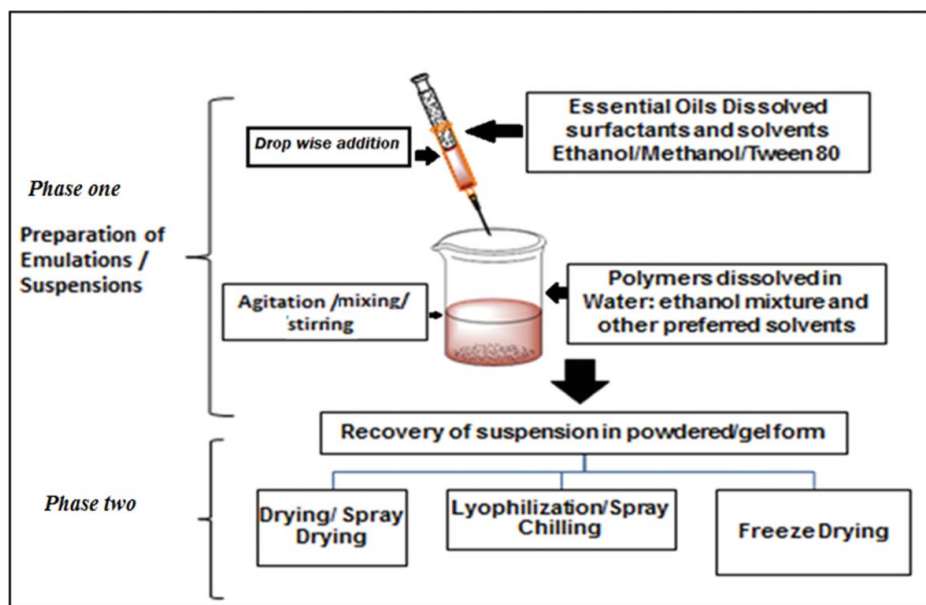 Drop wise addition
Essential Oils Dissolved
surfactants and solvents
Ethanol/Methanol/Tween 80
Phase one
Preparation of
Emulations /
Suspensions
Agitation /mixing/
stirring
Polymers dissolved in
Water: ethanol mixture and
other preferred solvents
Recovery of suspension in powdered/gel form
Phase two
Drying/ Spray
Drying
Lyophilization/Spray
Chilling
Freeze Drying